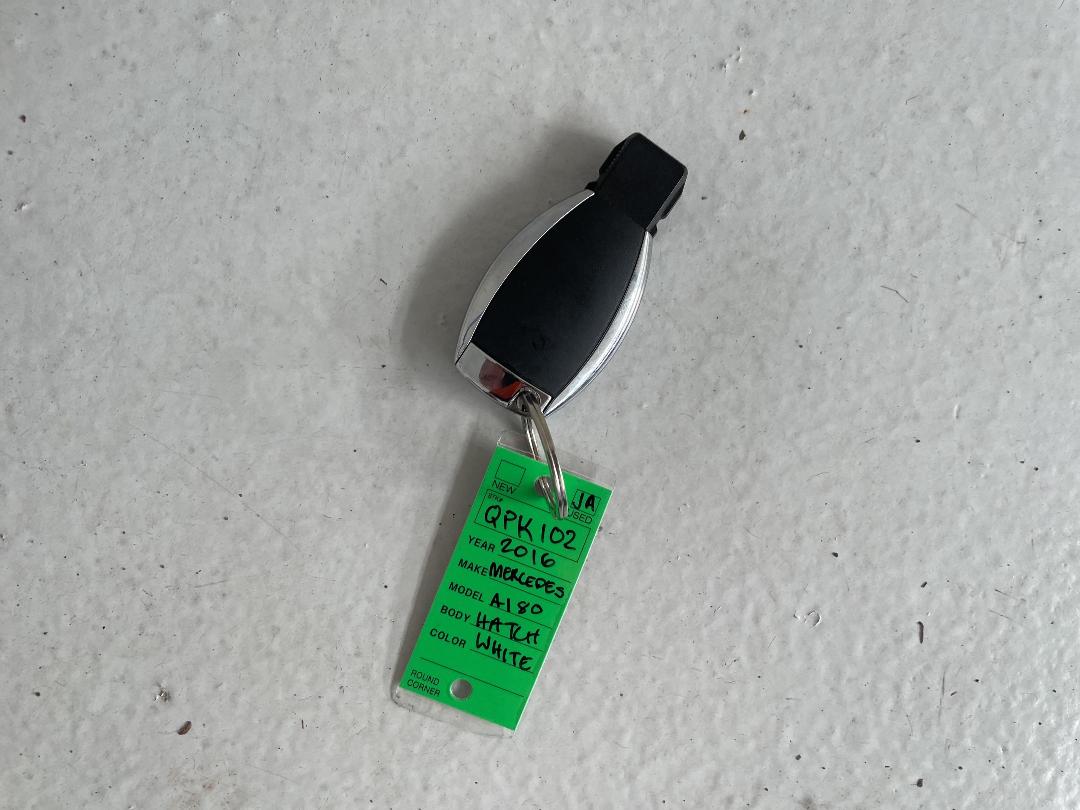 NEW
JA
USED
STK#
QPK102
YEAR 2016
MAKE MERCEDES
MODEL A180
BODY HATCH
COLOR WHITE
ROUND
CORNER